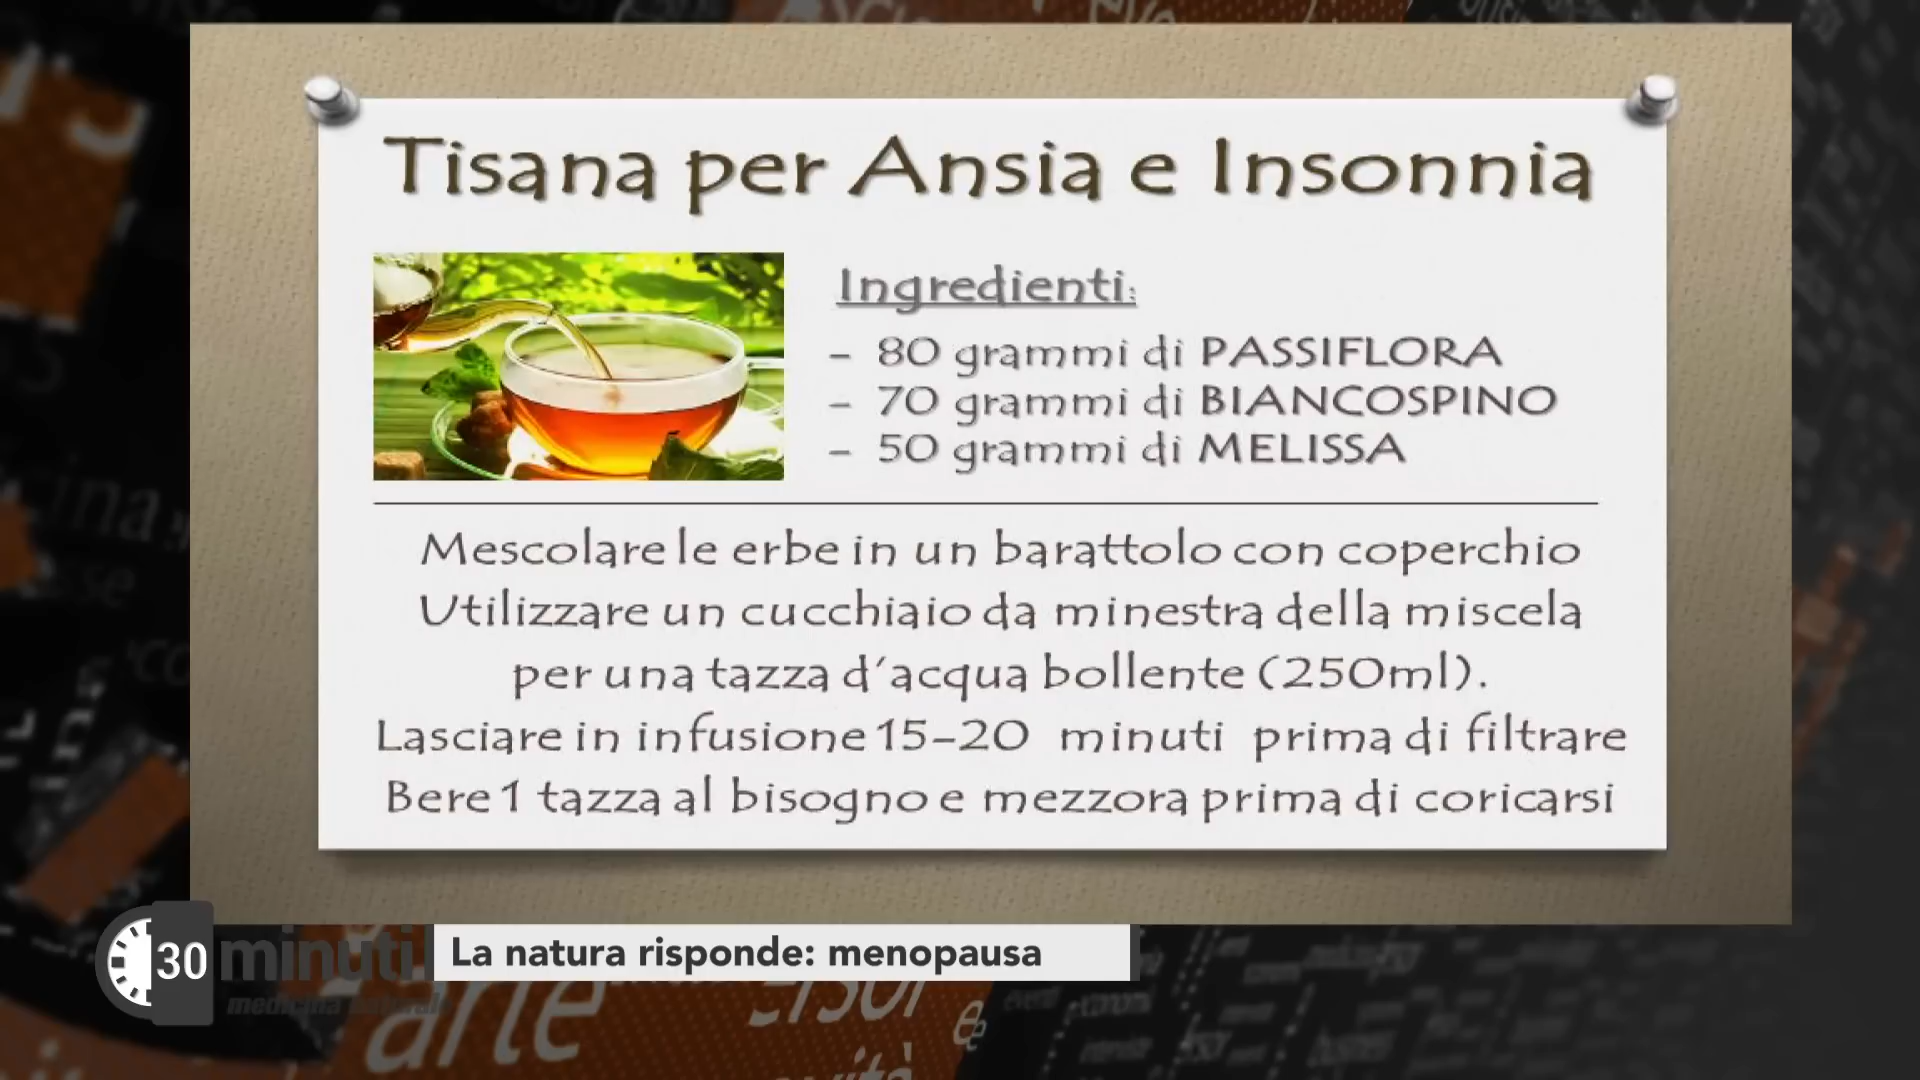 Tisana per Ansia e Insonnia
Ingredienti:
- 80 grammi di PASSIFLORA
- 70 grammi di BIANCOSPINO
- 50 grammi di MELISSA
Mescolare le erbe in un barattolo con coperchio
Utilizzare un cucchiaio da minestra della miscela
per una tazza d'acqua bollente (250ml).
Lasciare in infusione 15-20 minuti prima di filtrare
Bere 1 tazza al bisogno e mezzora prima di coricarsi
30 minuti
medicina naturale
La natura risponde: menopausa
arte